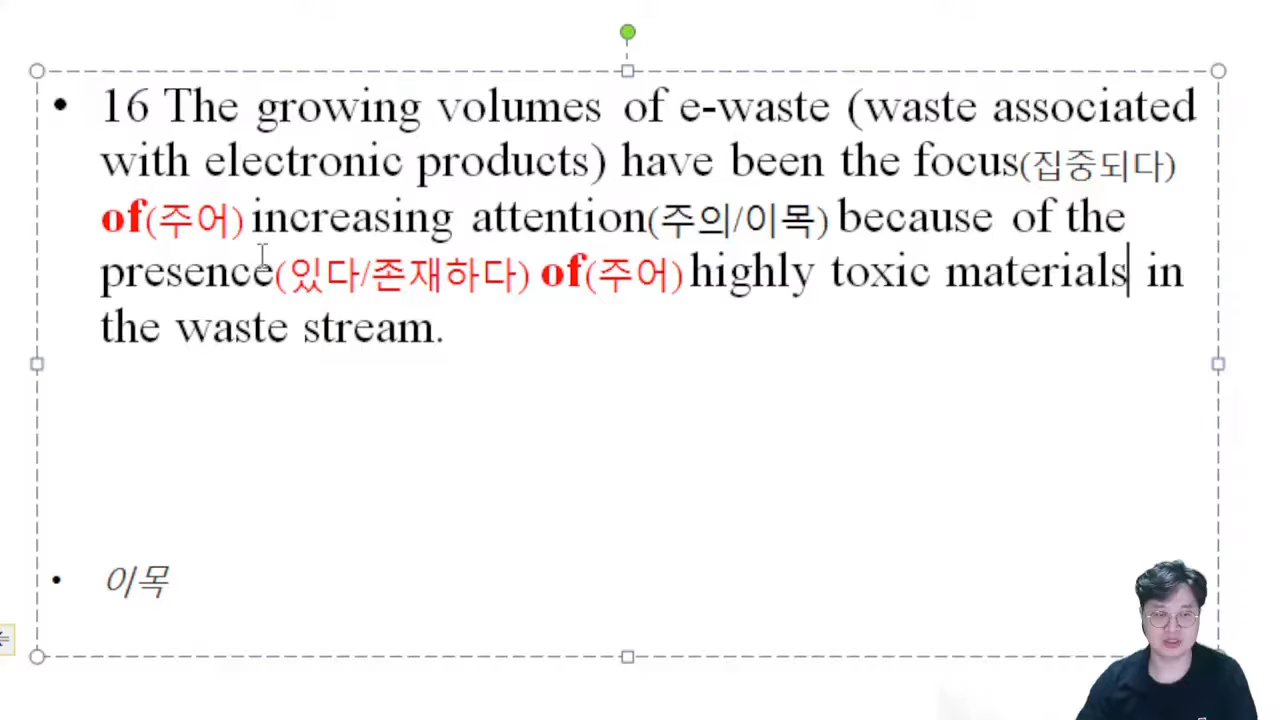 • 16 The growing volumes of e-waste (waste associated
with electronic products) have been the focus(집중되다)
of(주어) increasing attention(주의/이목) because of the
presence(있다/존재하다) of(주어) highly toxic materials in
the waste stream.
• 이목